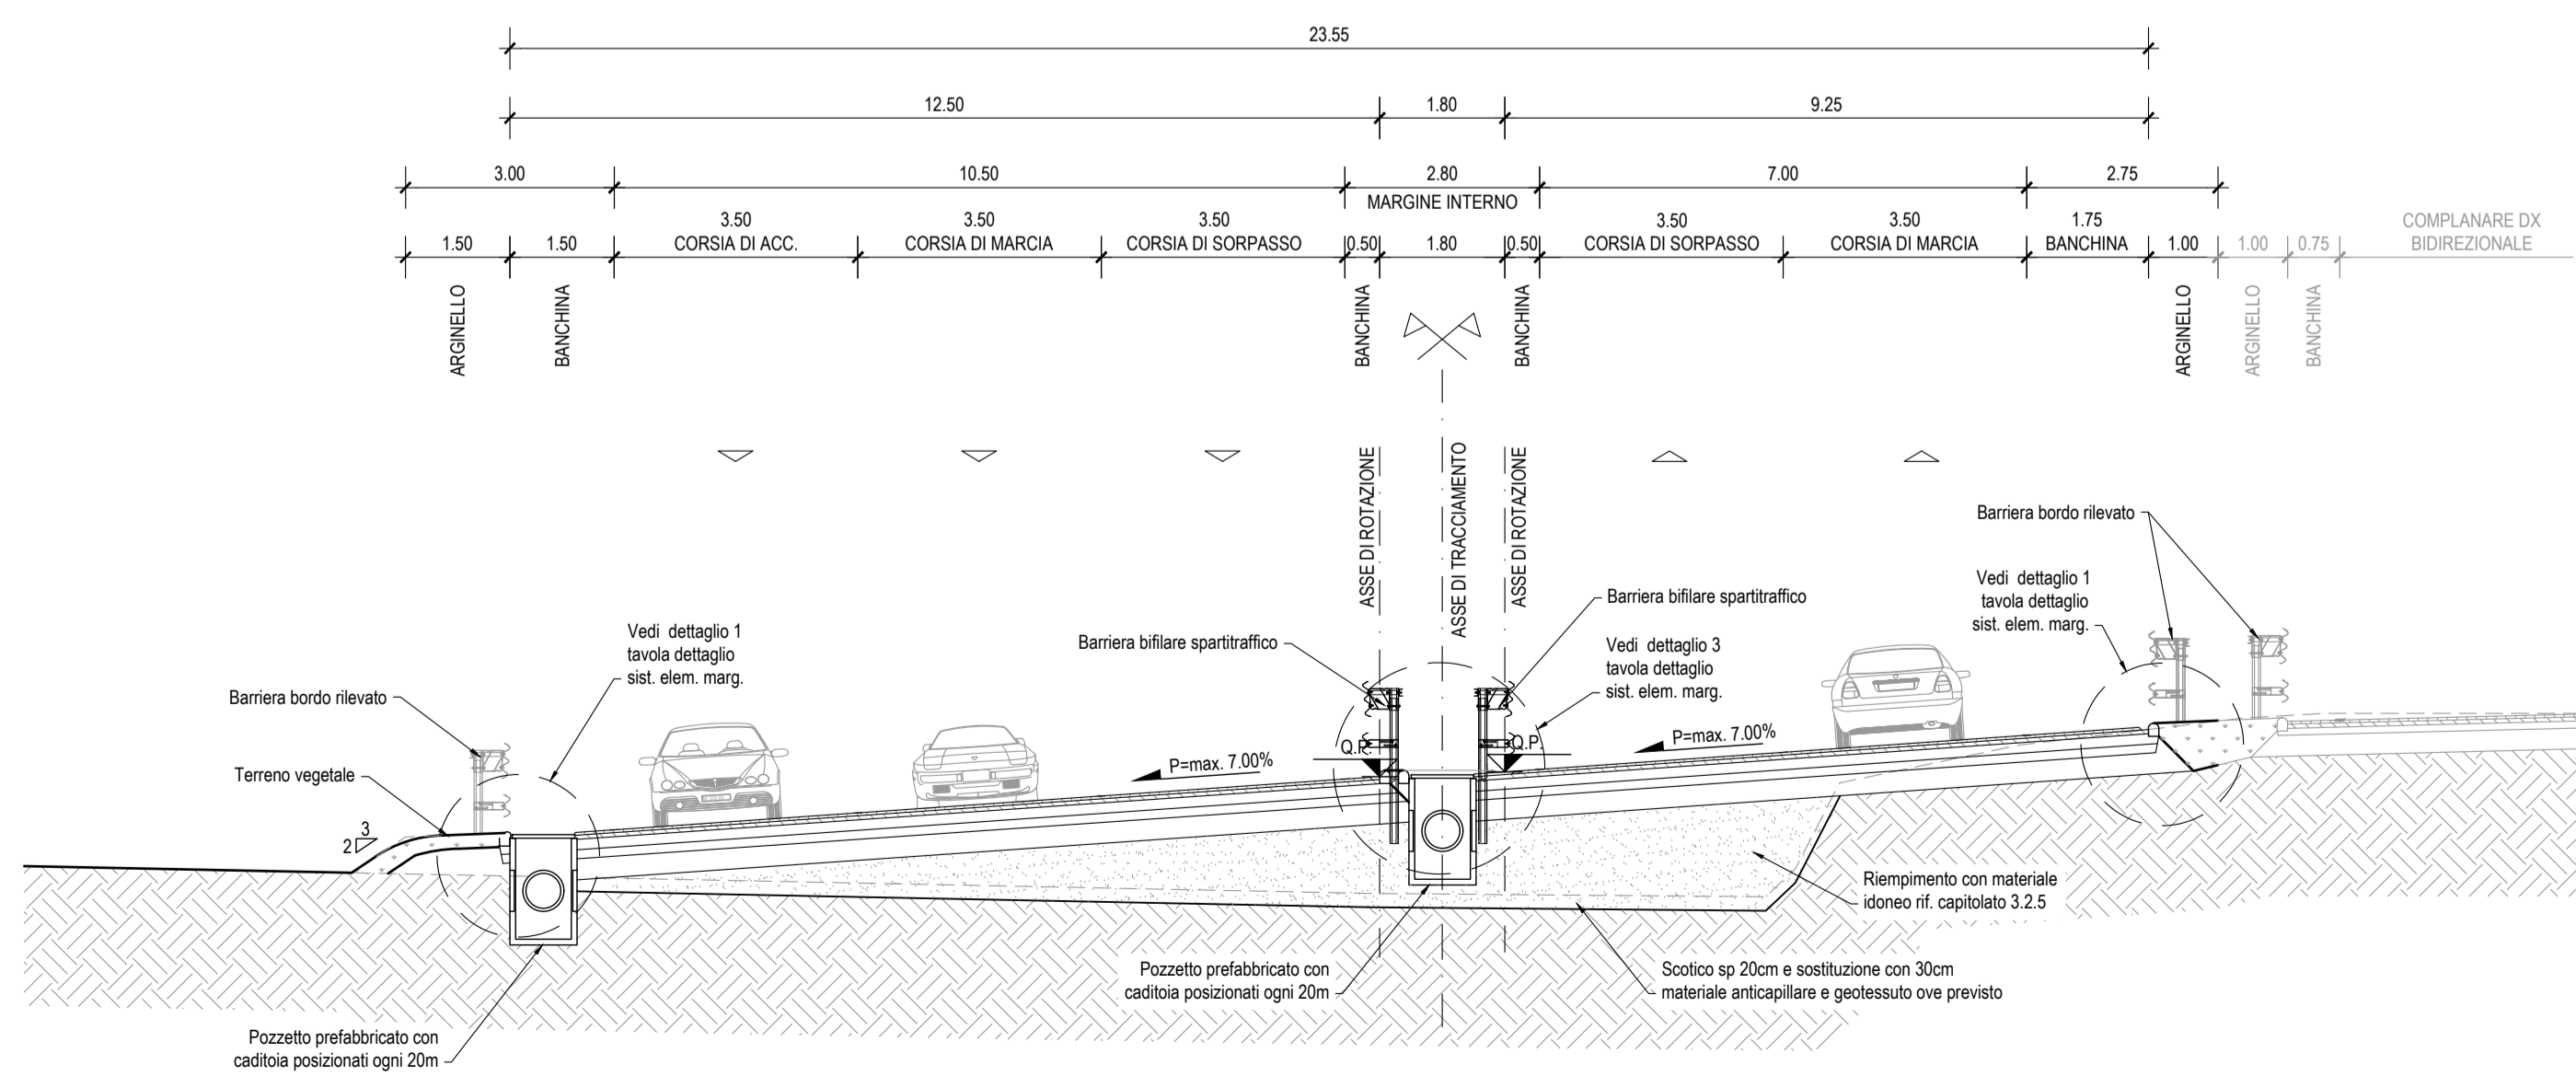 23.55
12.50 1.80 9.25
3.00 10.50 2.80 7.00 2.75
MARGINE INTERNO
3.50 3.50 3.50 3.50 3.50 1.75
COMPLANARE DX
BIDIREZIONALE
1.50 1.50 CORSIA DI ACC. CORSIA DI MARCIA CORSIA DI SORPASSO 0.50 1.80 0.50 CORSIA DI SORPASSO CORSIA DI MARCIA BANCHINA 1.00 1.00 0.75
ARGINELLO
BANCHINA
BANCHINA
BANCHINA
ARGINELLO
ARGINELLO
BANCHINA
ASSE DI ROTAZIONE
ASSE DI TRACCIAMENTO
ASSE DI ROTAZIONE
Barriera bordo rilevato
Vedi dettaglio 1
tavola dettaglio
sist. elem. marg.
Barriera bifilare spartitraffico
Vedi dettaglio 1
tavola dettaglio
sist. elem. marg.
Barriera bifilare spartitraffico
Vedi dettaglio 3
tavola dettaglio
sist. elem. marg.
Barriera bordo rilevato
Terreno vegetale
P=max. 7.00%
Q.P.
Q.P.
P=max. 7.00%
3
2
Riempimento con materiale
idoneo rif. capitolato 3.2.5
Pozzetto prefabbricato con
caditoia posizionati ogni 20m
Scotico sp 20cm e sostituzione con 30cm
materiale anticapillare e geotessuto ove previsto
Pozzetto prefabbricato con
caditoia posizionati ogni 20m